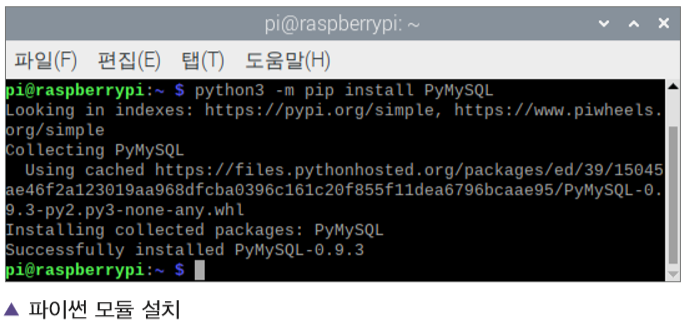 pi@raspberrypi: ~
파일(F) 편집(E) 탭(T) 도움말(H)
pi@raspberrypi:~ $ python3 -m pip install PyMySQL
Looking in indexes: https://pypi.org/simple, https://www.piwheels.
org/simple
Collecting PyMySQL
  Using cached https://files.pythonhosted.org/packages/ed/39/15045
ae46f2a123019aa968dfcba0396c161c20f855f11dea6796bcaae95/PyMySQL-0.
9.3-py2.py3-none-any.whl
Installing collected packages: PyMySQL
Successfully installed PyMySQL-0.9.3
pi@raspberrypi:~ $
▲ 파이썬 모듈 설치